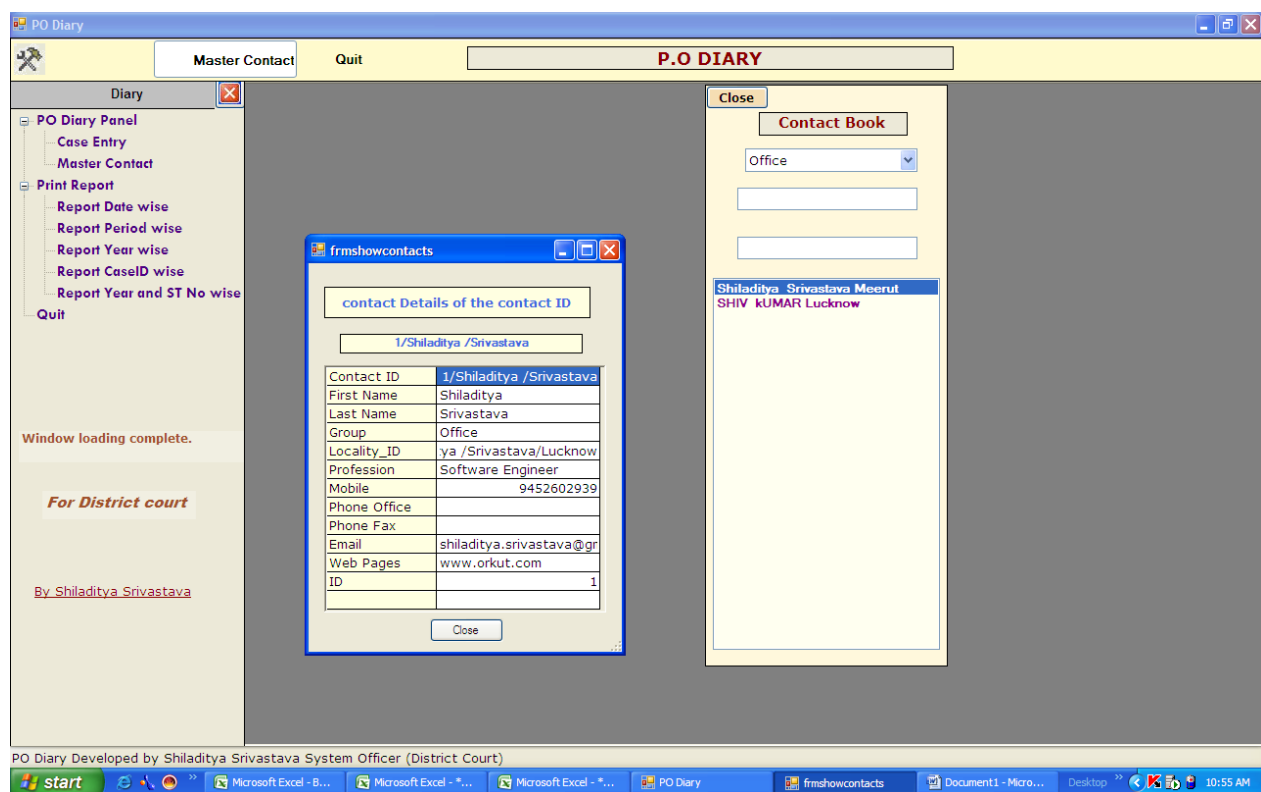 PO Diary
Master Contact
Quit
P.O DIARY
Diary
PO Diary Panel
Case Entry
Master Contact
Print Report
Report Date wise
Report Period wise
Report Year wise
Report CaseID wise
Report Year and ST No wise
Quit
Window loading complete.
For District court
By Shiladitya Srivastava
frmshowcontacts
contact Details of the contact ID
1/Shiladitya /Srivastava
Contact ID 1/Shiladitya /Srivastava
First Name Shiladitya
Last Name Srivastava
Group Office
Locality_ID ya /Srivastava/Lucknow
Profession Software Engineer
Mobile 9452602939
Phone Office
Phone Fax
Email shiladitya.srivastava@gr
Web Pages www.orkut.com
ID 1
Close
Close
Contact Book
Office
Shiladitya Srivastava Meerut
SHIV kUMAR Lucknow
PO Diary Developed by Shiladitya Srivastava System Officer (District Court)
start
Microsoft Excel - B...
Microsoft Excel - *...
Microsoft Excel - *...
PO Diary
frmshowcontacts
Document1 - Micro...
Desktop
10:55 AM